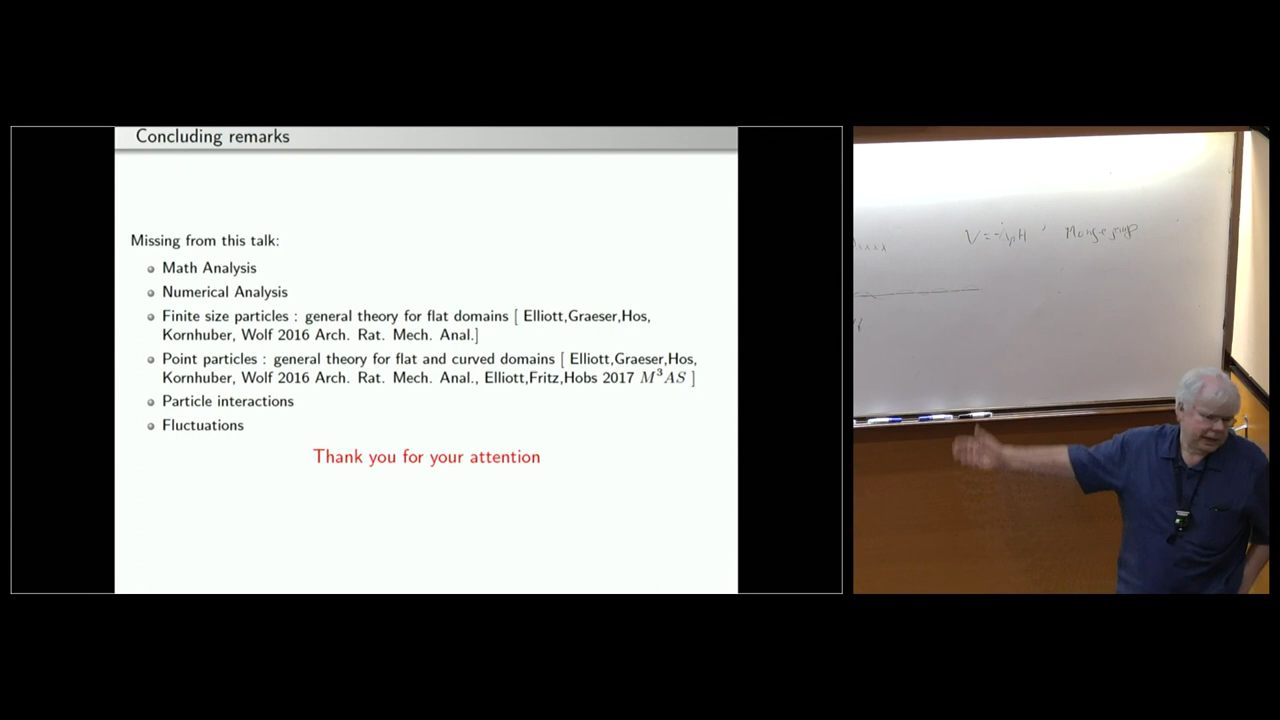 Concluding remarks
Missing from this talk:
Math Analysis
Numerical Analysis
Finite size particles : general theory for flat domains [ Elliott,Graeser,Hos,
Kornhuber, Wolf 2016 Arch. Rat. Mech. Anal.]
Point particles : general theory for flat and curved domains [ Elliott,Graeser,Hos,
Kornhuber, Wolf 2016 Arch. Rat. Mech. Anal., Elliott,Fritz,Hobs 2017 M³AS ]
Particle interactions
Fluctuations
Thank you for your attention